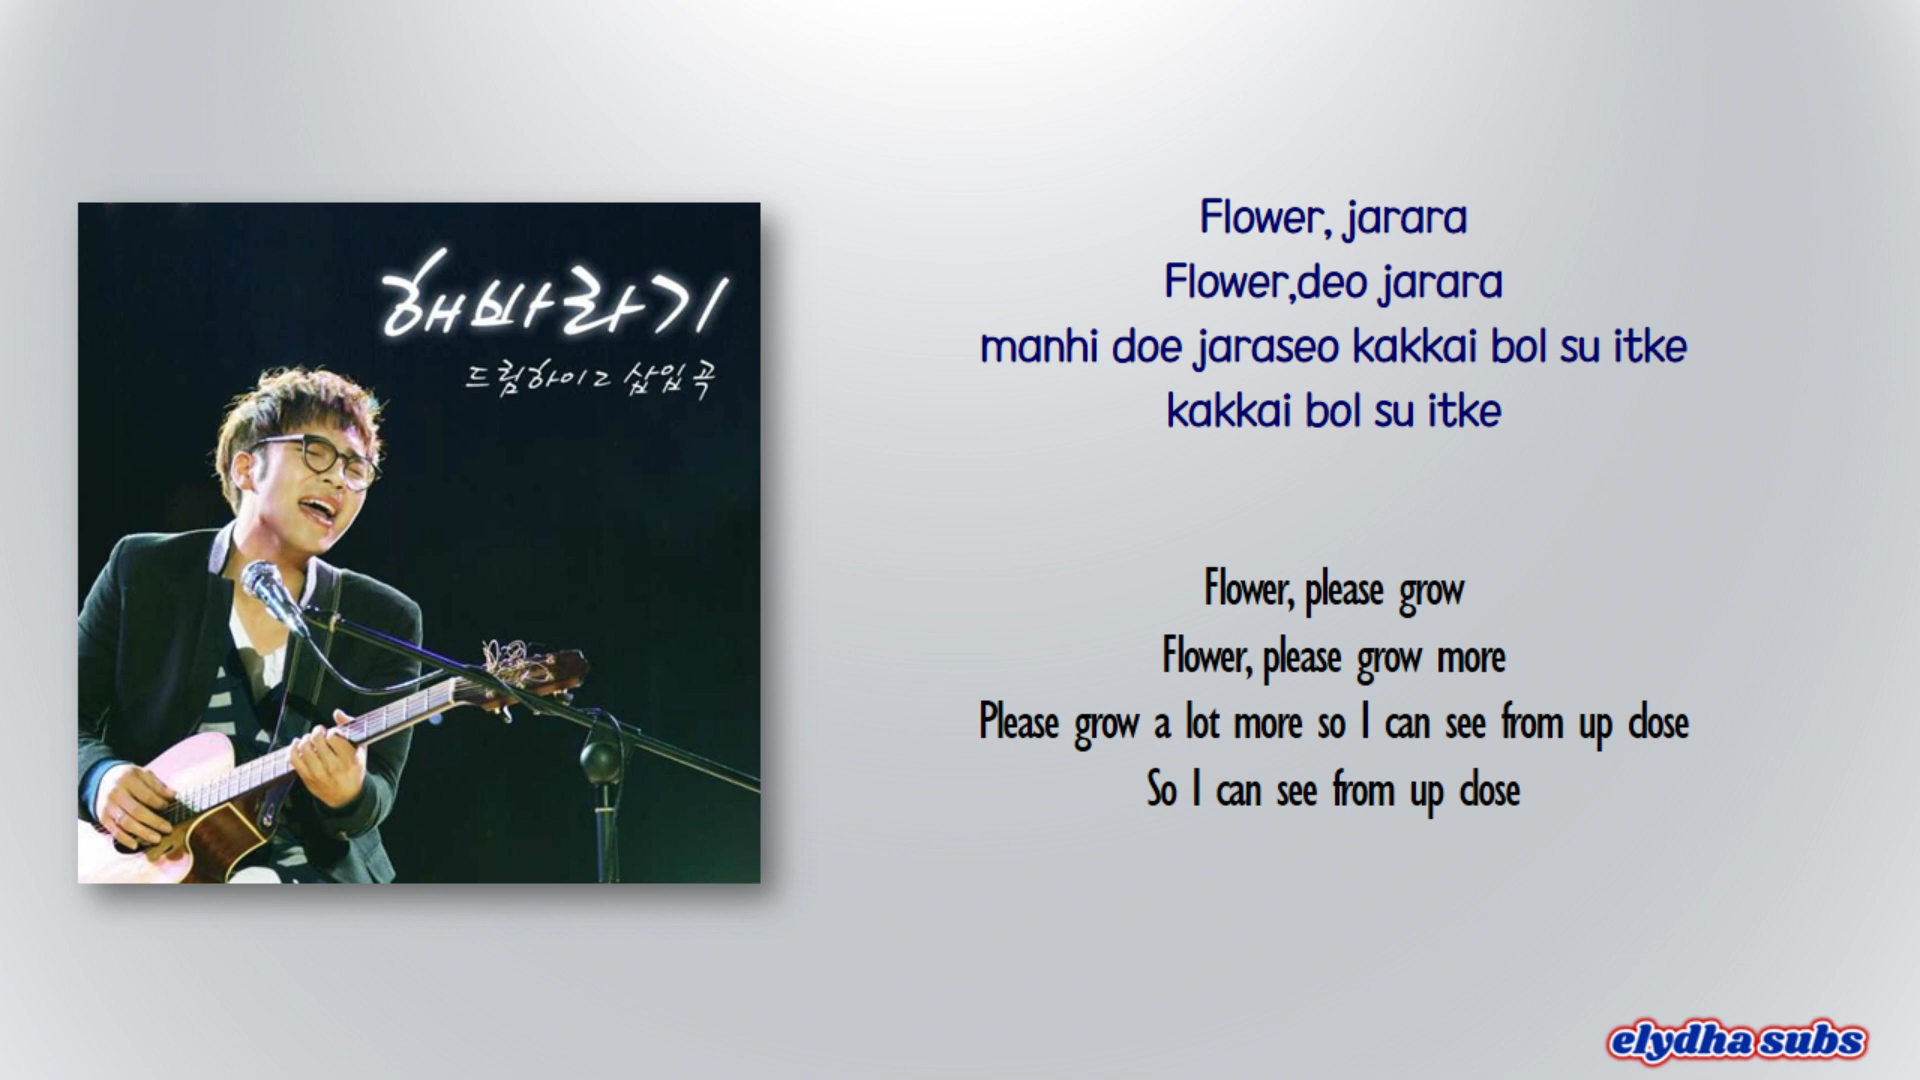 해바라기
드림하이2 삽입곡
Flower, jarara
Flower,deo jarara
manhi doe jaraseo kakkai bol su itke
kakkai bol su itke
Flower, please grow
Flower, please grow more
Please grow a lot more so I can see from up close
So I can see from up close
elydha subs